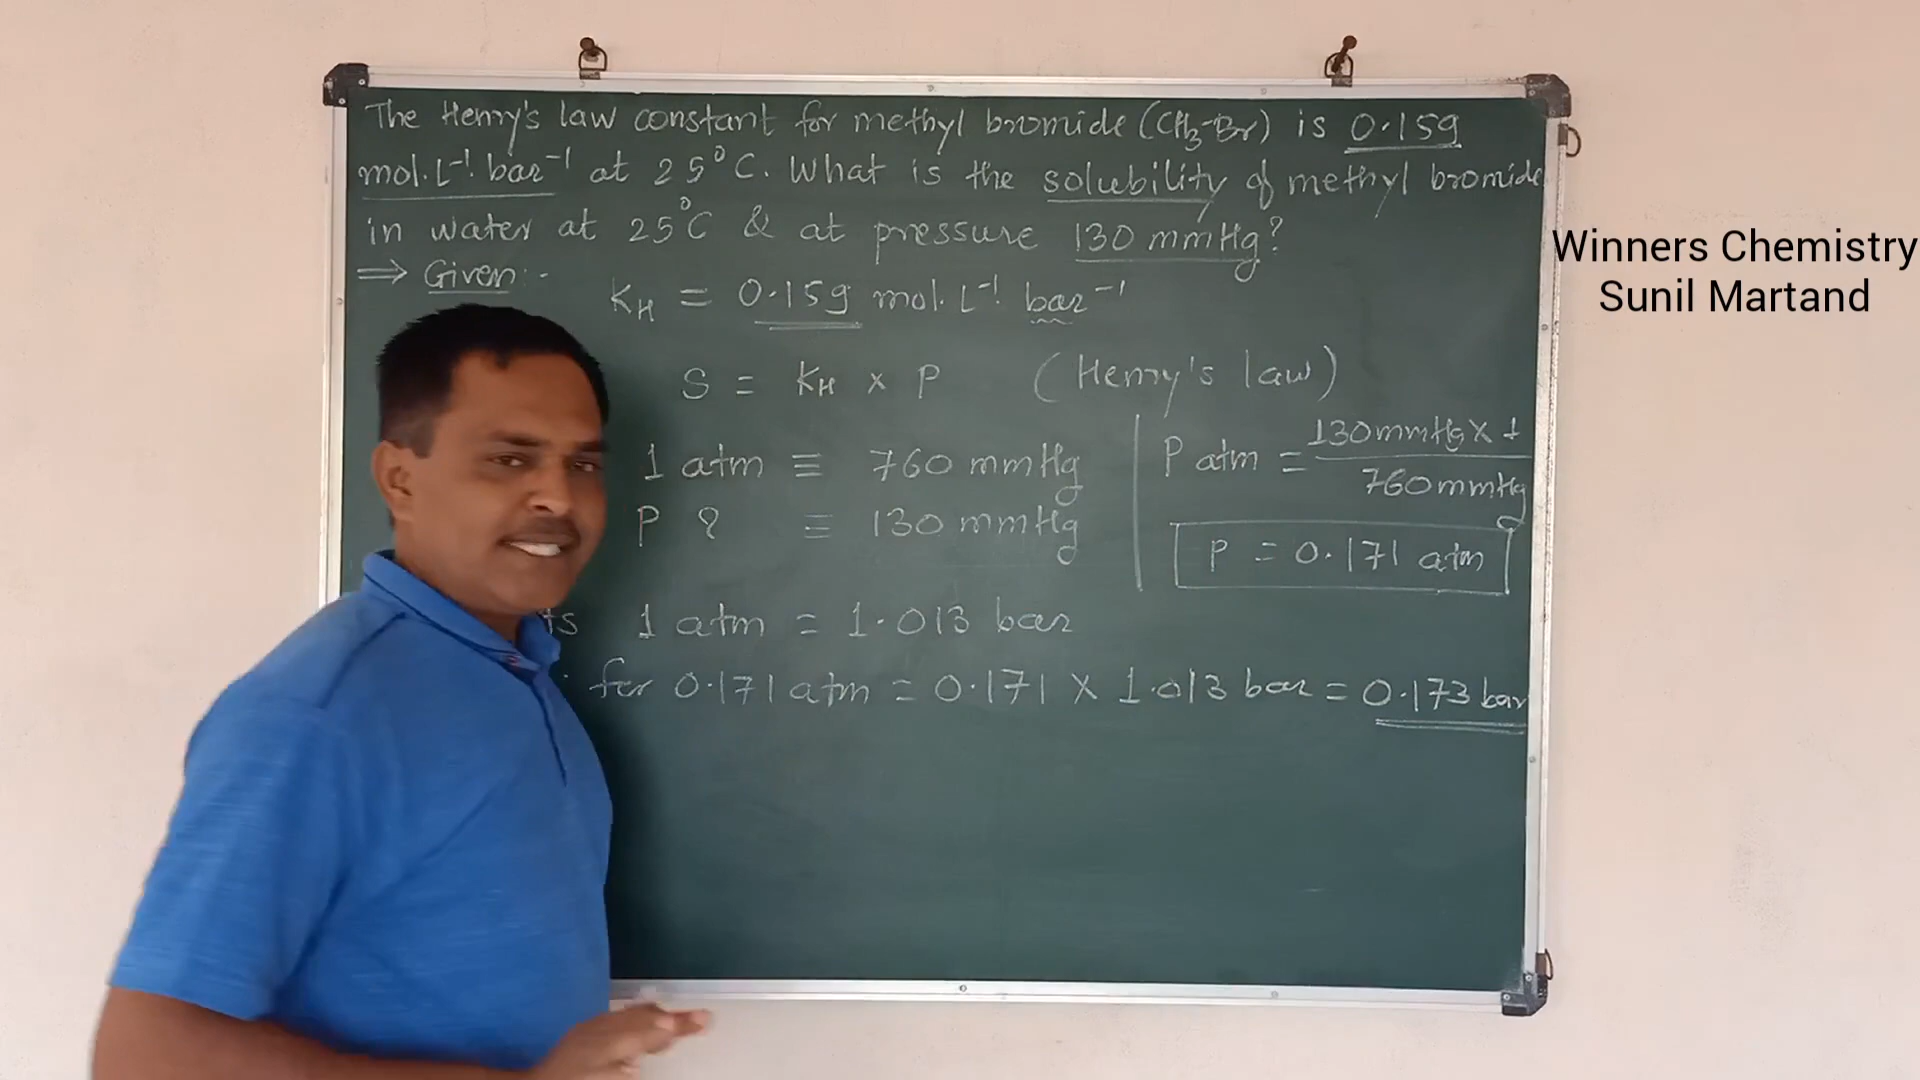 The Henry's law constant for methyl bromide (CH₃-Br) is 0.159
mol.L⁻¹. bar⁻¹ at 25°C. What is the solubility of methyl bromide
in water at 25°C & at pressure 130 mmHg?
⇒ Given:-
KH = 0.159 mol. L⁻¹. bar⁻¹
S = KH × P (Henry's law)
1 atm ≡ 760 mmHg
P ? ≡ 130 mmHg
P atm = 130mmHg × 1
760mmHg
P = 0.171 atm
1 atm = 1.013 bar
for 0.171 atm = 0.171 × 1.013 bar = 0.173 bar
Winners Chemistry
Sunil Martand